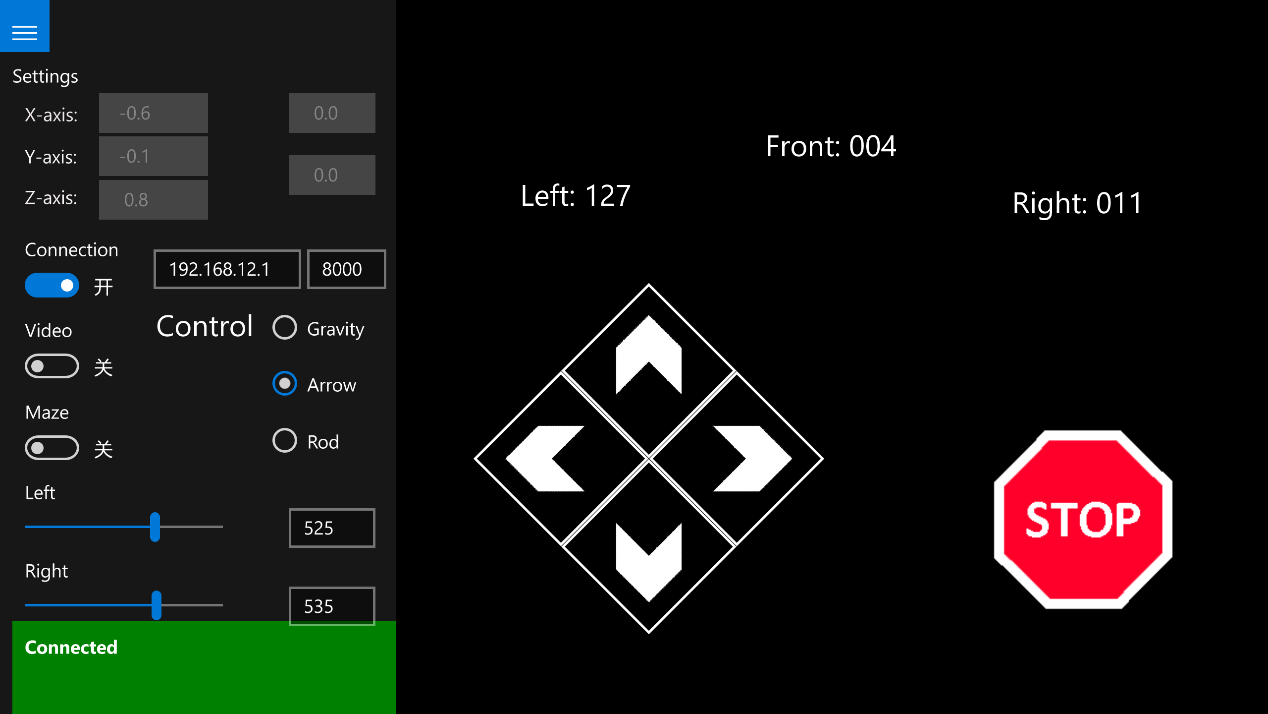 Settings
X-axis: -0.6 0.0
Y-axis: -0.1 0.0
Z-axis: 0.8
Connection
开 192.168.12.1 8000
Video
关
Control
Gravity
Arrow
Rod
Maze
关
Left
525
Right
535
Connected
Front: 004
Left: 127
Right: 011
STOP